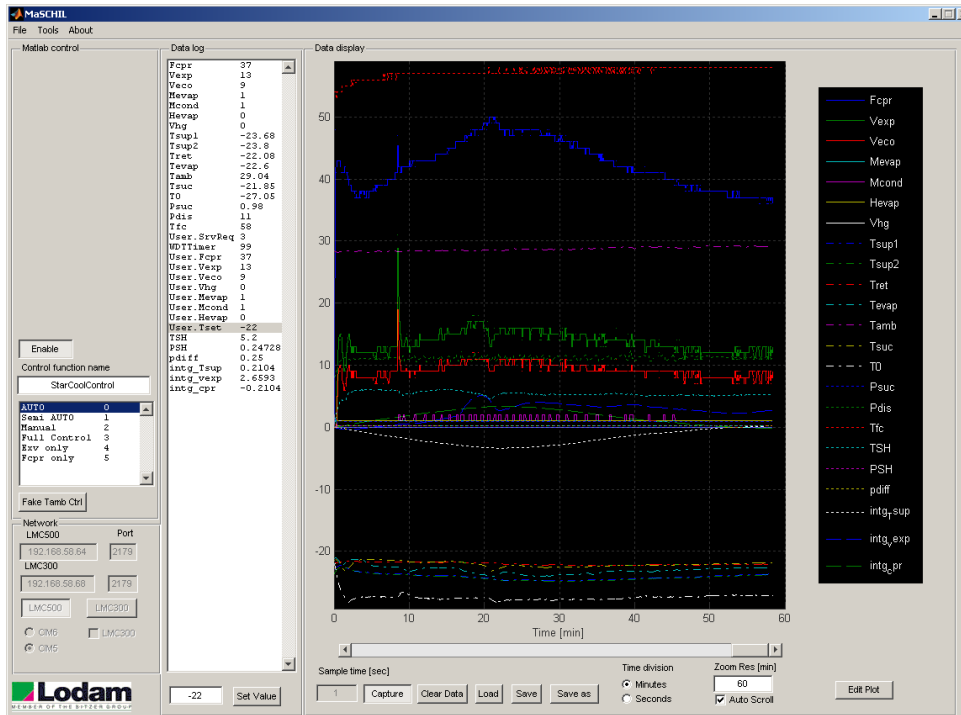 MaSCHIL
File Tools About
Matlab control
Enable
Control function name
StarCoolControl
AUTO 0
Semi AUTO 1
Manual 2
Full Control 3
Exv only 4
Fcpr only 5
Fake Tamb Ctrl
Network
LMC500 Port
192.168.58.64 2179
LMC300
192.168.58.68 2179
LMC500 LMC300
CIM6 LMC300
CIM5
Lodam
MEMBER OF THE BITZER GROUP
Data log
Fcpr 37
Vexp 13
Veco 9
Mevap 1
Mcond 1
Hevap 0
Vhg 0
Tsup1 -23.68
Tsup2 -23.8
Tret -22.08
Tevap -22.6
Tamb 29.04
Tsuc -21.85
T0 -27.05
Psuc 0.98
Pdis 11
Tfc 58
User.SrvReq 3
WDTTimer 99
User.Fcpr 37
User.Vexp 13
User.Veco 9
User.Vhg 0
User.Mevap 1
User.Mcond 1
User.Hevap 0
User.Tset -22
TSH 5.2
PSH 0.24728
pdiff 0.25
intg_Tsup 0.2104
intg_vexp 2.6593
intg_cpr -0.2104
-22 Set Value
Data display
50
40
30
20
10
0
-10
-20
0 10 20 30 40 50 60
Time [min]
Fcpr
Vexp
Veco
Mevap
Mcond
Hevap
Vhg
Tsup1
Tsup2
Tret
Tevap
Tamb
Tsuc
T0
Psuc
Pdis
Tfc
TSH
PSH
pdiff
intgTsup
intgvexp
intgcpr
Sample time [sec]
1 Capture Clear Data Load Save Save as
Time division
Minutes
Seconds
Zoom Res [min]
60
Auto Scroll
Edit Plot